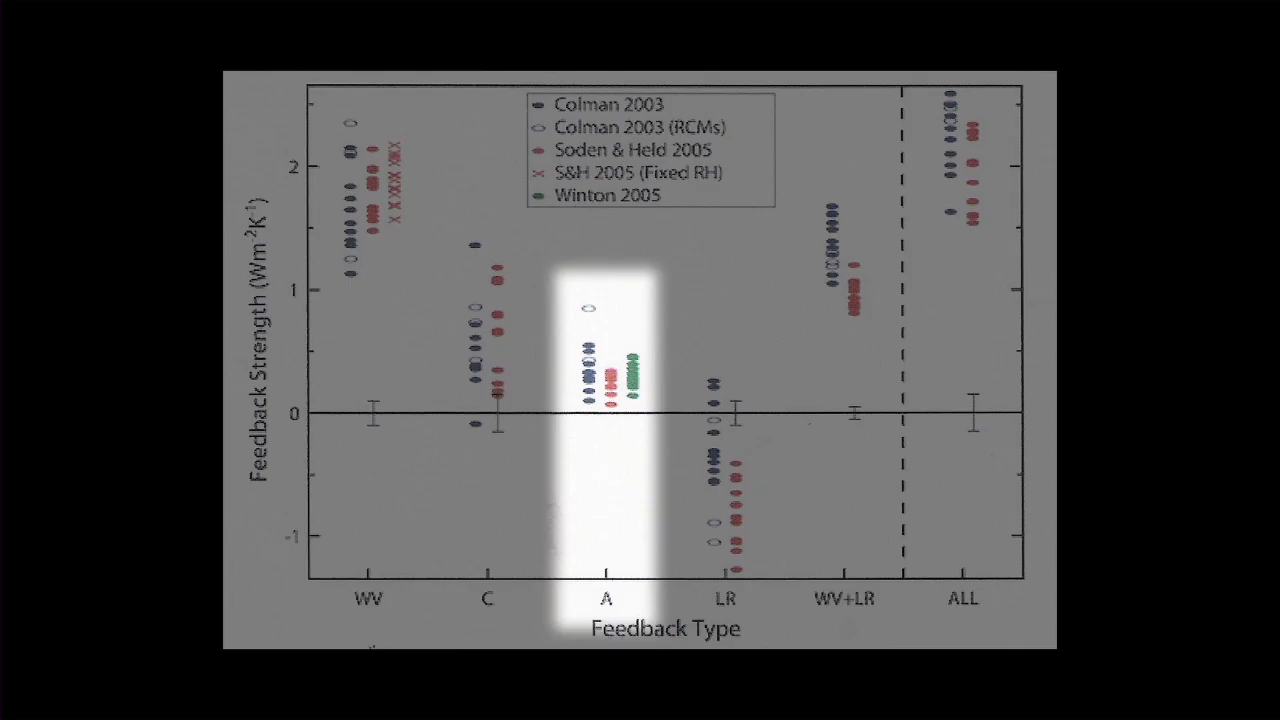 Colman 2003
Colman 2003 (RCMs)
Soden & Held 2005
S&H 2005 (Fixed RH)
Winton 2005
Feedback Strength (Wm⁻²K⁻¹)
2
1
0
-1
WV C A LR WV+LR ALL
Feedback Type